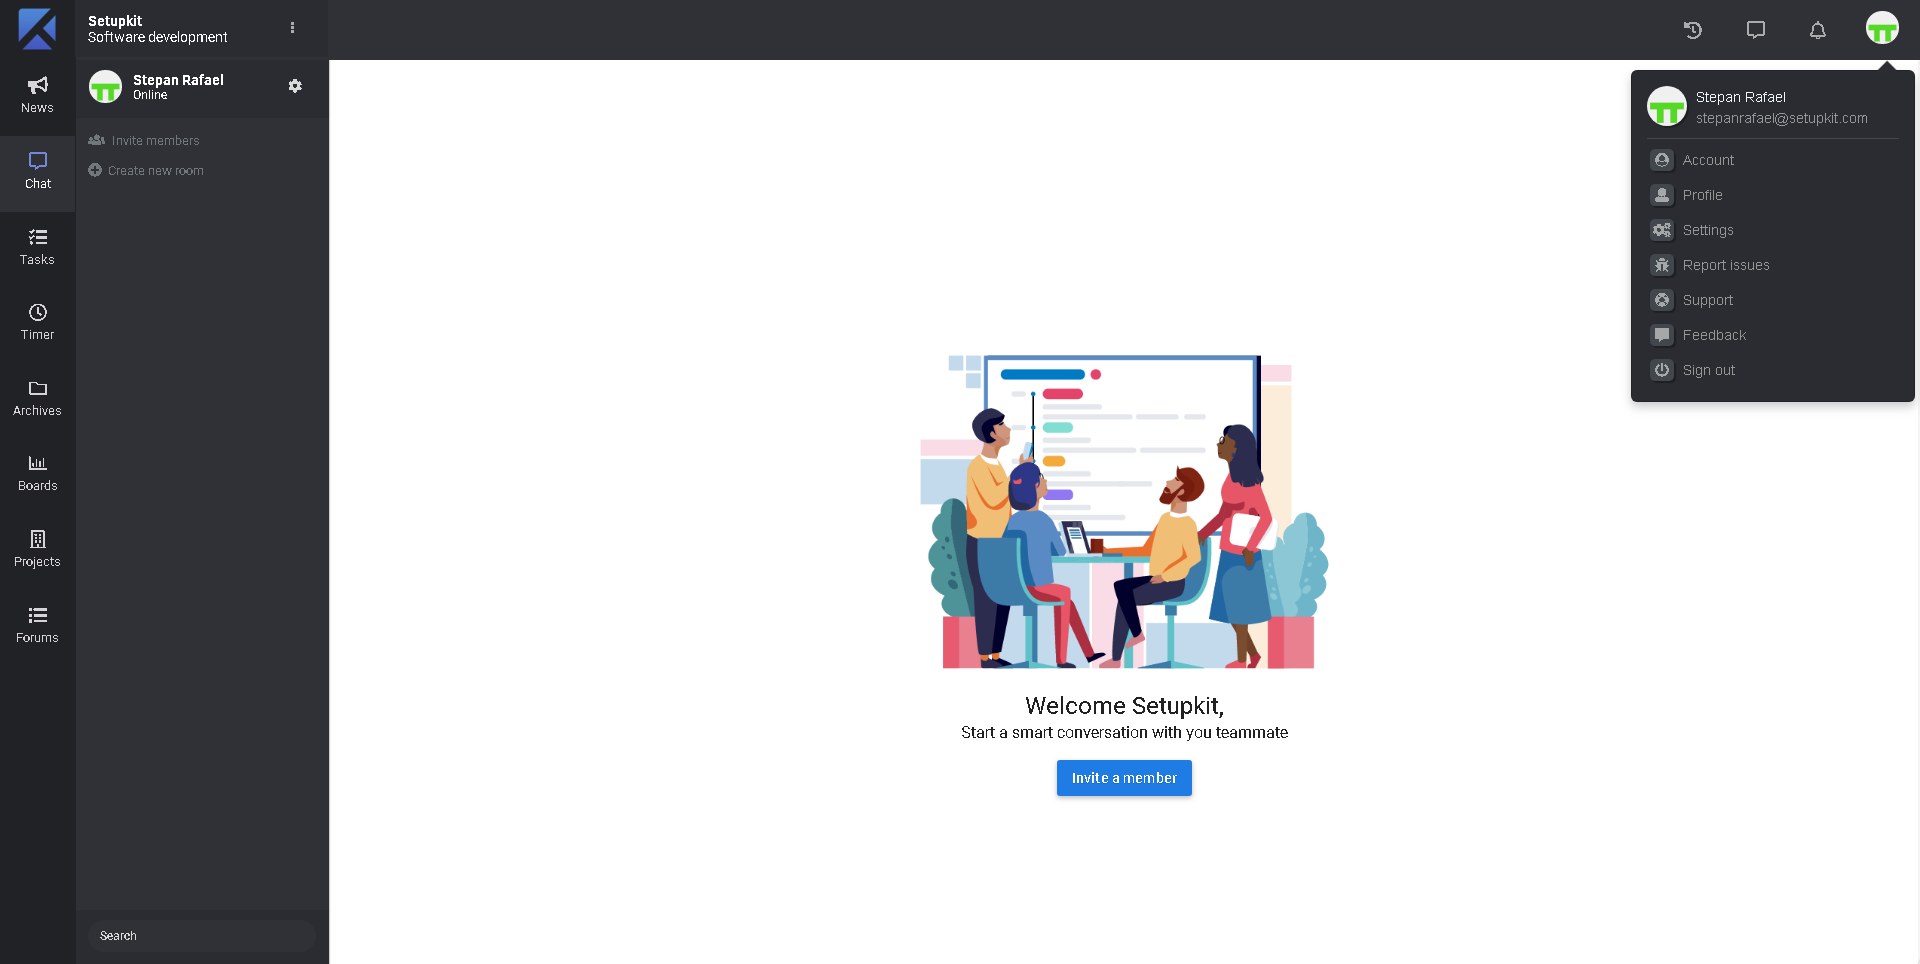 Setupkit
Software development
Stepan Rafael
Online
Invite members
Create new room
News
Chat
Tasks
Timer
Archives
Boards
Projects
Forums
Search
Welcome Setupkit,
Start a smart conversation with you teammate
Invite a member
Stepan Rafael
stepanrafael@setupkit.com
Account
Profile
Settings
Report issues
Support
Feedback
Sign out